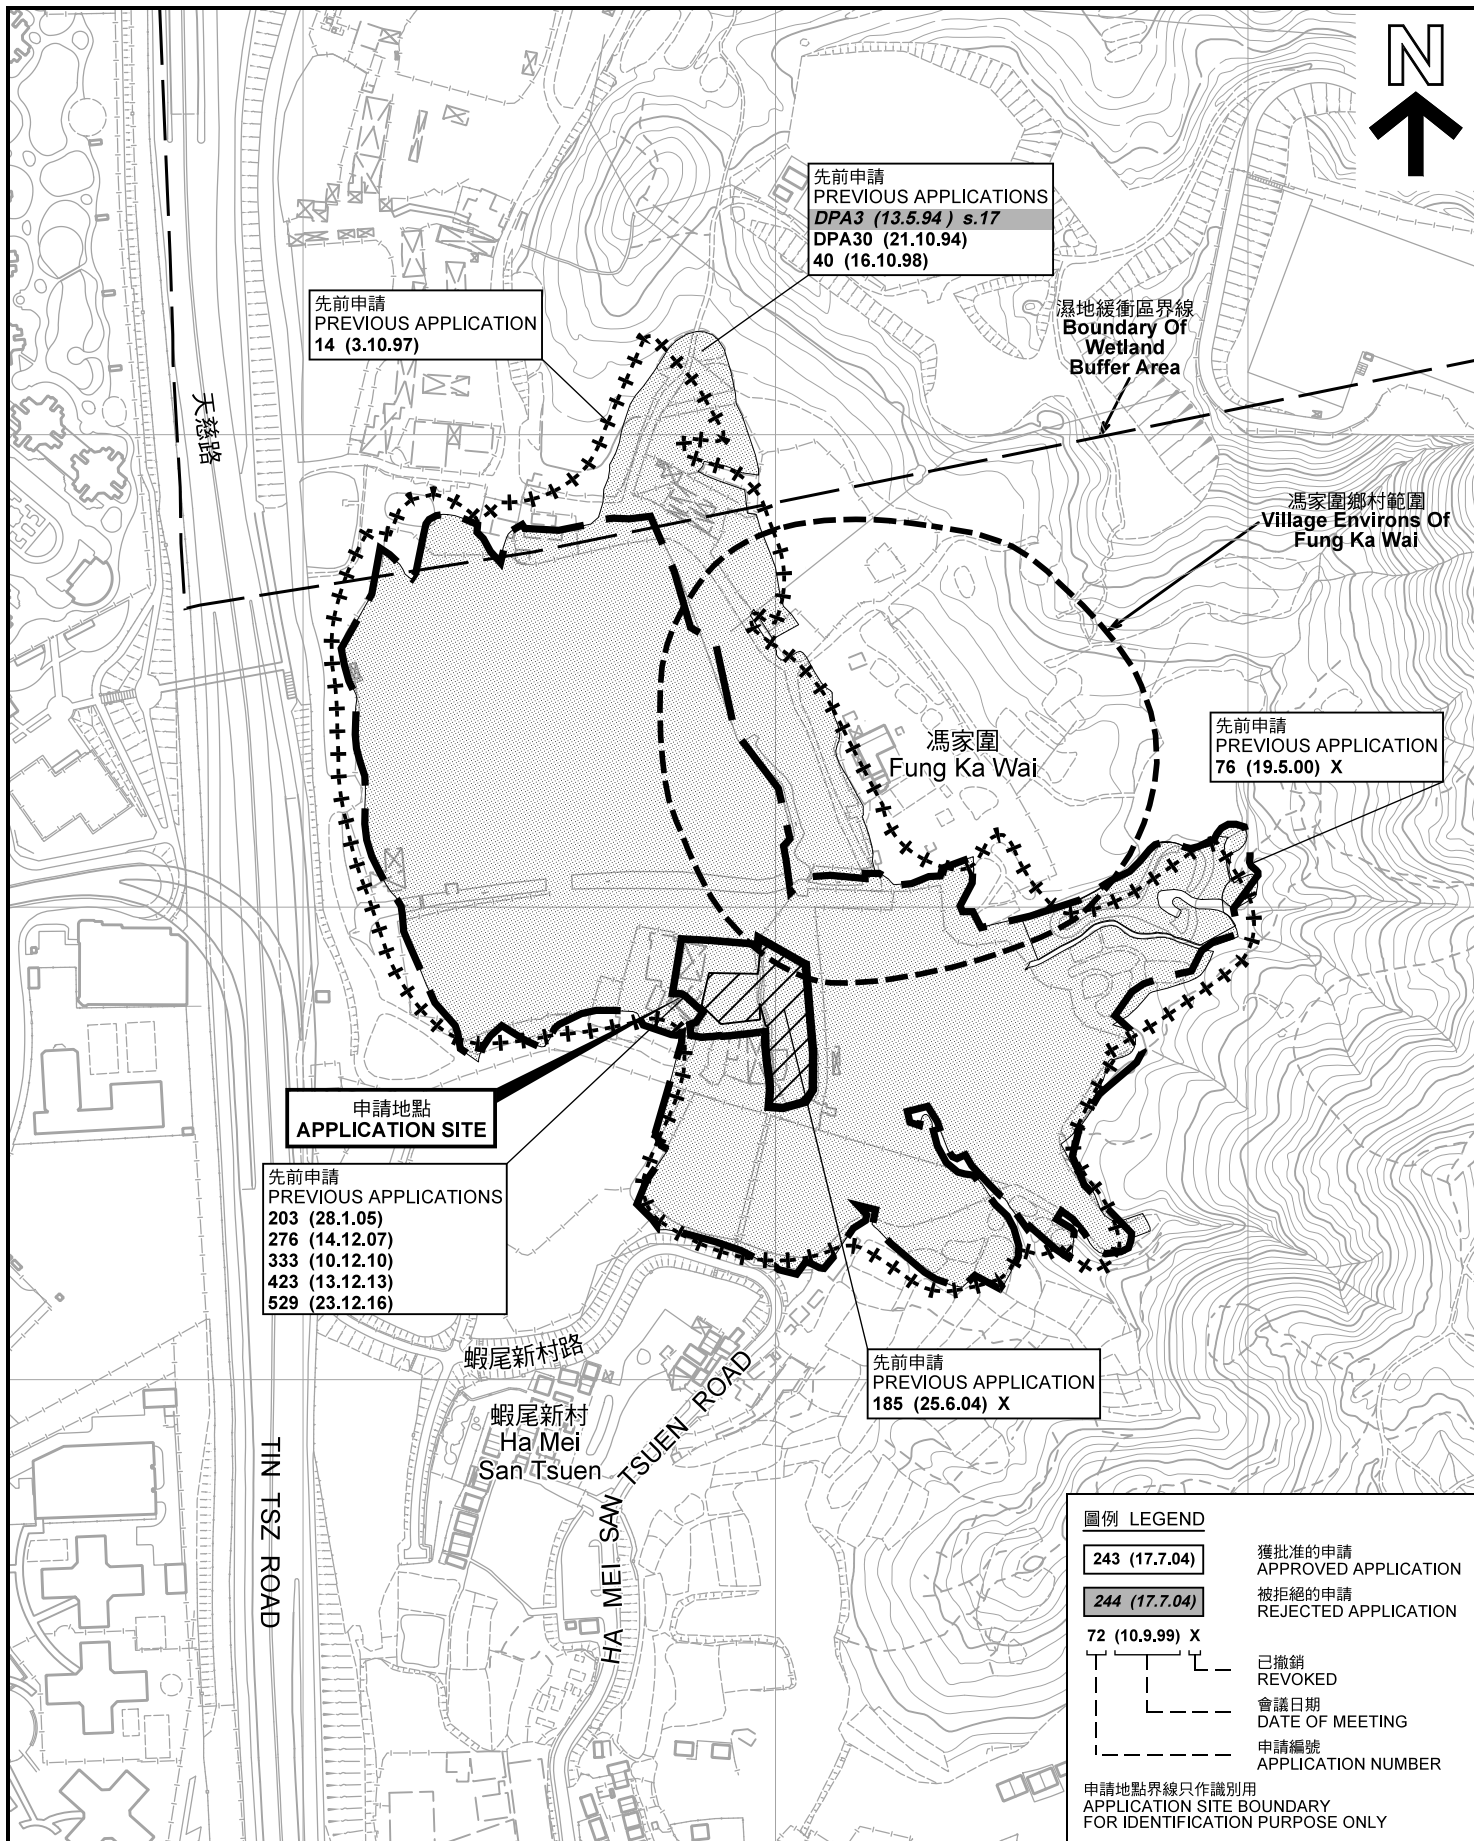 N
先前申請
PREVIOUS APPLICATIONS
DPA3 (13.5.94 ) s.17
DPA30 (21.10.94)
40 (16.10.98)
先前申請
PREVIOUS APPLICATION
14 (3.10.97)
濕地緩衝區界線
Boundary Of
Wetland
Buffer Area
天慈路
馮家圍鄉村範圍
Village Environs Of
Fung Ka Wai
先前申請
PREVIOUS APPLICATION
76 (19.5.00) X
馮家圍
Fung Ka Wai
申請地點
APPLICATION SITE
先前申請
PREVIOUS APPLICATIONS
203 (28.1.05)
276 (14.12.07)
333 (10.12.10)
423 (13.12.13)
529 (23.12.16)
先前申請
PREVIOUS APPLICATION
185 (25.6.04) X
蝦尾新村路
蝦尾新村
Ha Mei
San Tsuen
HA MEI SAW TSUEN ROAD
TIN TSZ ROAD
圖例 LEGEND
243 (17.7.04)
獲批准的申請
APPROVED APPLICATION
244 (17.7.04)
被拒絕的申請
REJECTED APPLICATION
72 (10.9.99) X
已撤銷
REVOKED
會議日期
DATE OF MEETING
申請編號
APPLICATION NUMBER
申請地點界線只作識別用
APPLICATION SITE BOUNDARY
FOR IDENTIFICATION PURPOSE ONLY